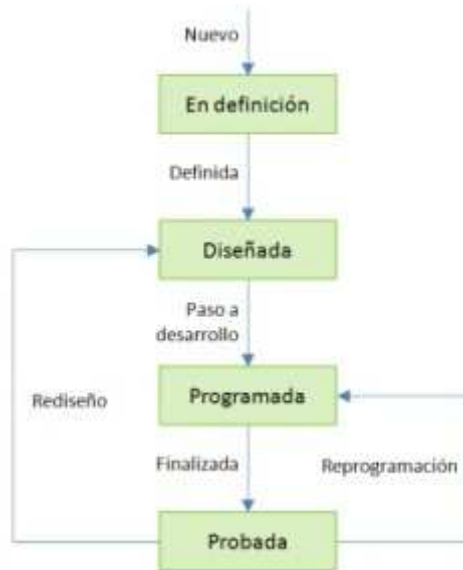 Nuevo
En definición
Definida
Diseñada
Paso a
desarrollo
Programada
Rediseño
Finalizada
Reprogramación
Probada